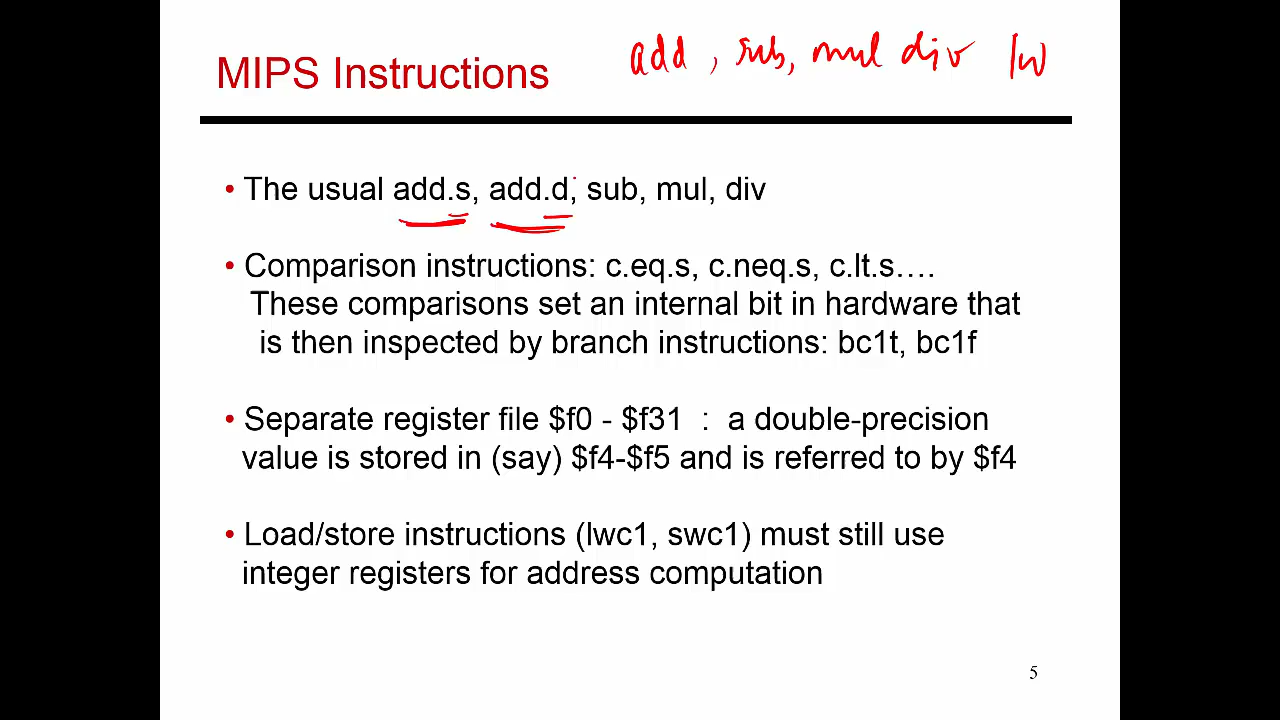 add , sub, mul div lw
MIPS Instructions
• The usual add.s, add.d, sub, mul, div
• Comparison instructions: c.eq.s, c.neq.s, c.lt.s….
These comparisons set an internal bit in hardware that
is then inspected by branch instructions: bc1t, bc1f
• Separate register file $f0 - $f31 : a double-precision
value is stored in (say) $f4-$f5 and is referred to by $f4
• Load/store instructions (lwc1, swc1) must still use
integer registers for address computation
5